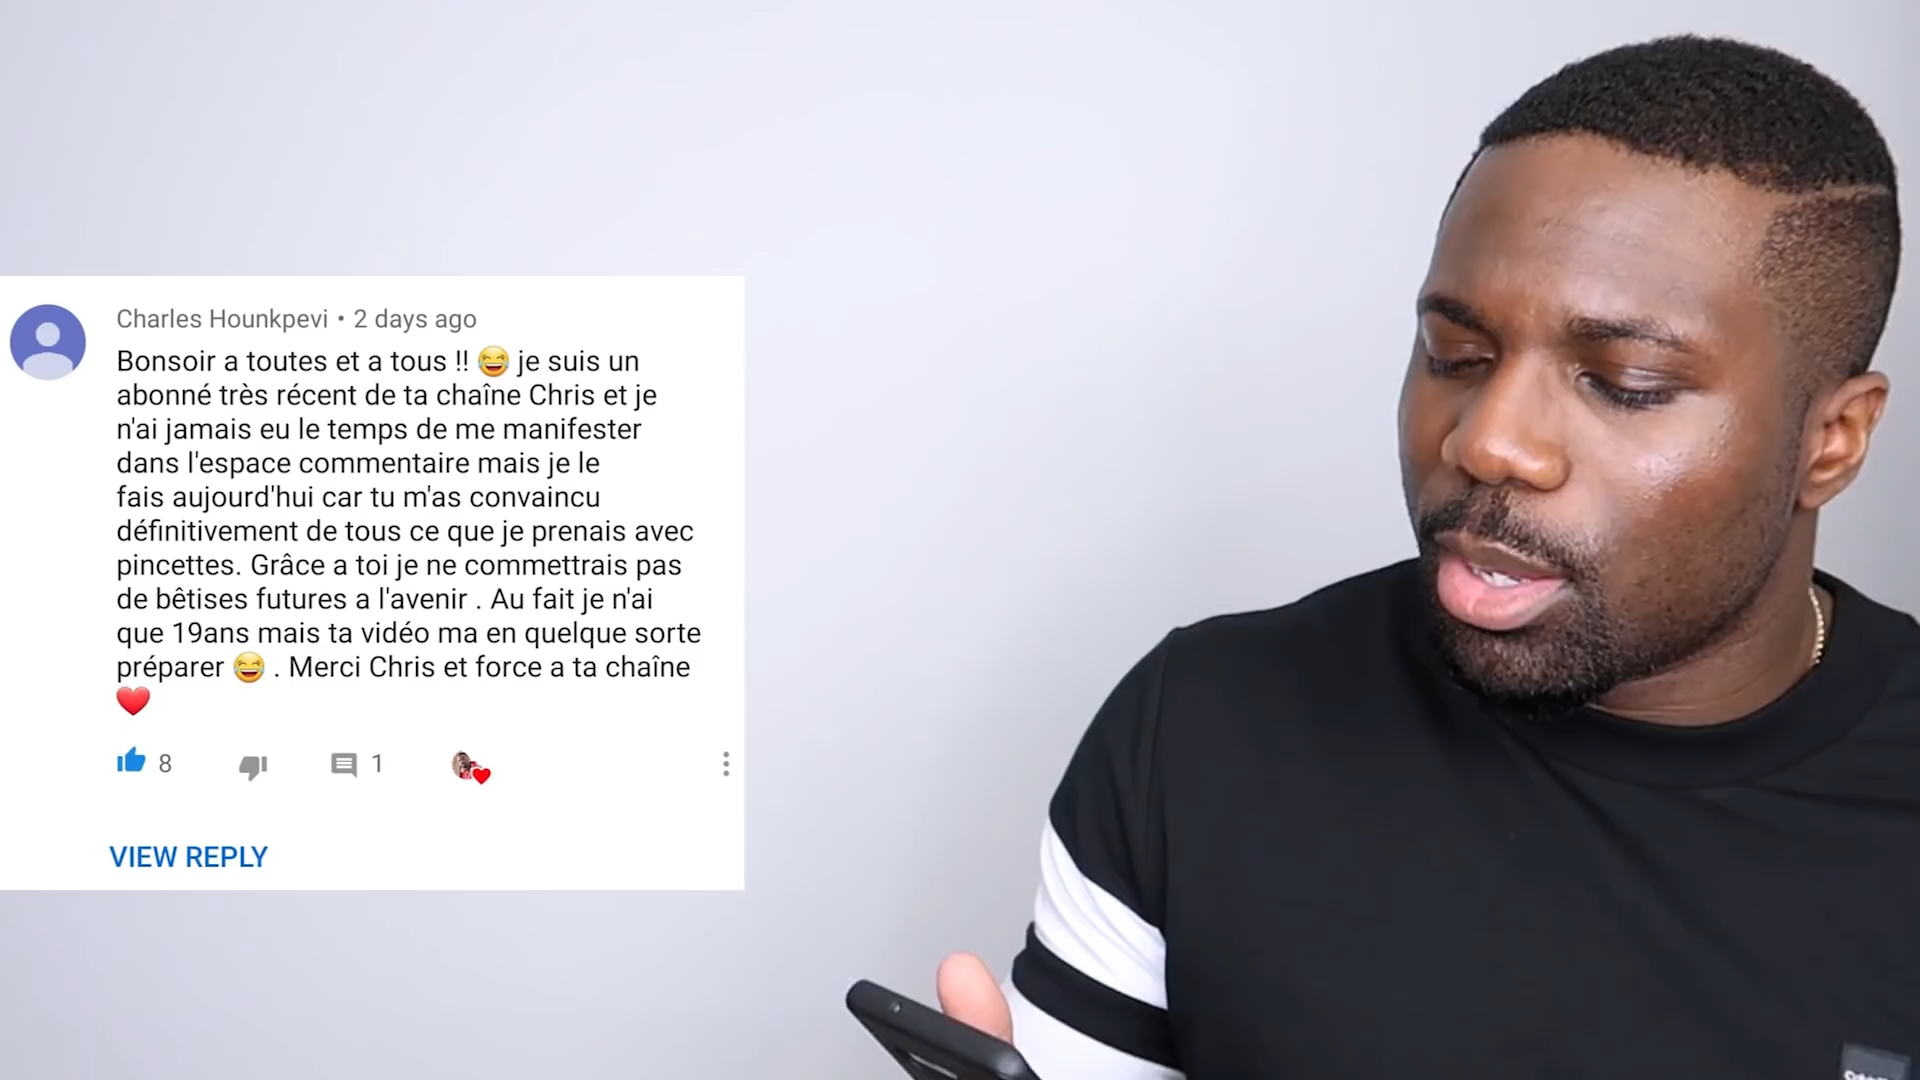 Charles Hounkpevi • 2 days ago
Bonsoir a toutes et a tous !! 😂 je suis un
abonné très récent de ta chaîne Chris et je
n'ai jamais eu le temps de me manifester
dans l'espace commentaire mais je le
fais aujourd'hui car tu m'as convaincu
définitivement de tous ce que je prenais avec
pincettes. Grâce a toi je ne commettrais pas
de bêtises futures a l'avenir . Au fait je n'ai
que 19ans mais ta vidéo ma en quelque sorte
préparer 😂 . Merci Chris et force a ta chaîne
❤️
8 1
VIEW REPLY